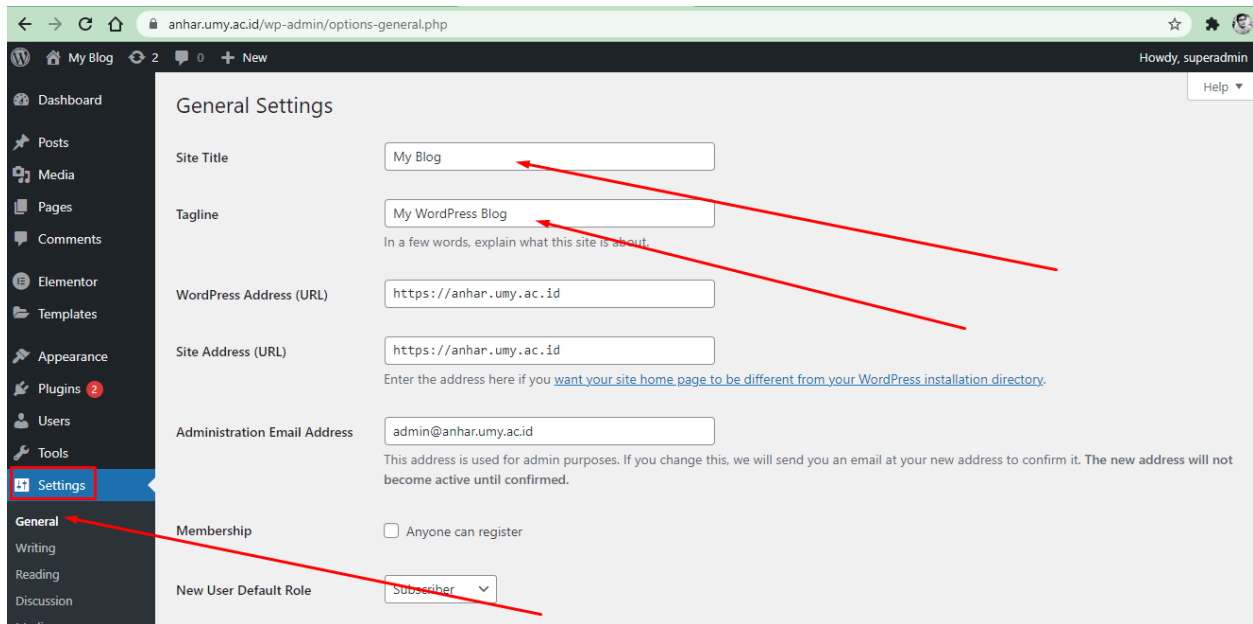 anhar.umy.ac.id/wp-admin/options-general.php
My Blog 2 0 + New Howdy, superadmin
Help ▼
Dashboard
Posts
Media
Pages
Comments
Elementor
Templates
Appearance
Plugins 2
Users
Tools
Settings
General
Writing
Reading
Discussion
General Settings
Site Title My Blog
Tagline My WordPress Blog
In a few words, explain what this site is about.
WordPress Address (URL) https://anhar.umy.ac.id
Site Address (URL) https://anhar.umy.ac.id
Enter the address here if you want your site home page to be different from your WordPress installation directory.
Administration Email Address admin@anhar.umy.ac.id
This address is used for admin purposes. If you change this, we will send you an email at your new address to confirm it. The new address will not
become active until confirmed.
Membership Anyone can register
New User Default Role Subscriber